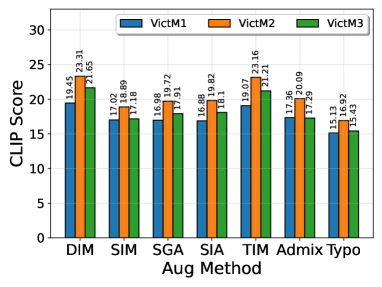 VictM1 VictM2 VictM3
CLIP Score
30
25
20
15
10
5
0
19.45 23.31 21.65
17.02 18.89 17.18
16.98 19.72 17.91
16.88 19.82 18.1
19.07 23.16 21.21
17.36 20.09 17.29
15.13 16.92 15.43
DIM SIM SGA SIA TIM Admix Typo
Aug Method